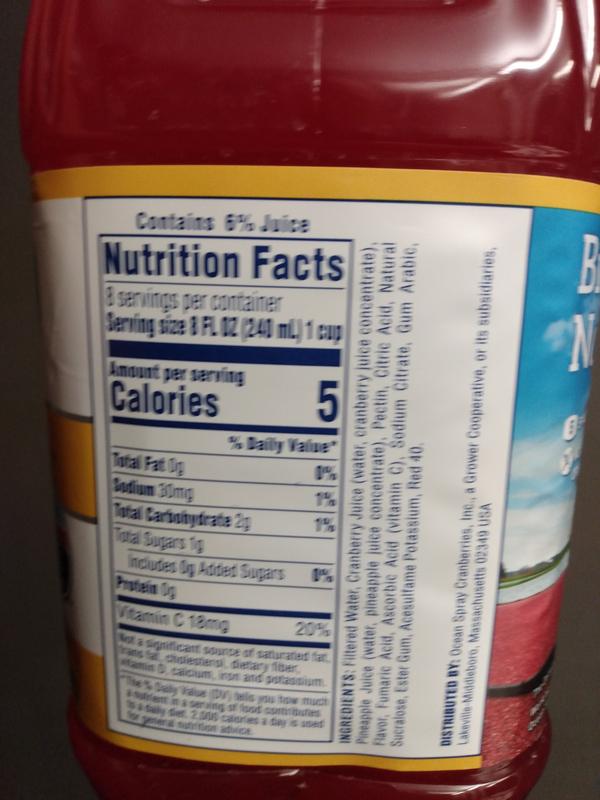 Contains 6% Juice
Nutrition Facts
8 servings per container
Serving size 8 FL OZ (240 mL) 1 cup
Amount per serving
Calories 5
% Daily Value*
Total Fat 0g 0%
Sodium 30mg 1%
Total Carbohydrate 2g 1%
Total Sugars 1g
Includes 0g Added Sugars 0%
Protein 0g
Vitamin C 18mg 20%
Not a significant source of saturated fat,
trans fat, cholesterol, dietary fiber,
vitamin D, calcium, iron and potassium.
*The % Daily Value (DV) tells you how much
a nutrient in a serving of food contributes
to a daily diet. 2,000 calories a day is used
for general nutrition advice.
INGREDIENTS: Filtered Water, Cranberry Juice (water, cranberry juice concentrate),
Pineapple Juice (water, pineapple juice concentrate), Pectin, Citric Acid, Natural
Flavor, Fumaric Acid, Ascorbic Acid (vitamin C), Sodium Citrate, Gum Arabic,
Sucralose, Ester Gum, Acesulfame Potassium, Red 40.
DISTRIBUTED BY: Ocean Spray Cranberries, Inc., a Grower Cooperative, or its subsidiaries,
Lakeville-Middleboro, Massachusetts 02349 USA